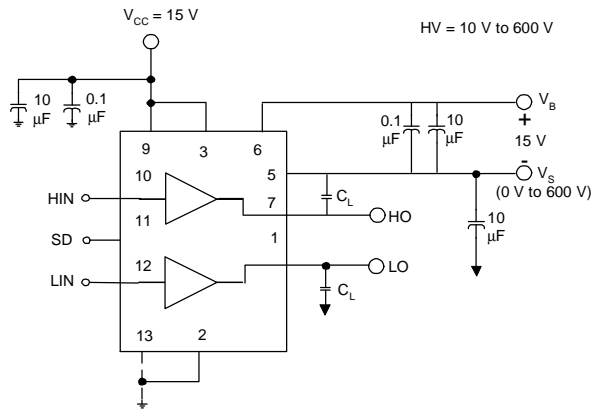 V_CC = 15 V
HV = 10 V to 600 V
10 µF
0.1 µF
0.1 µF
10 µF
V_B
+
15 V
-
V_S
(0 V to 600 V)
9
3
6
5
10
HIN
7
C_L
HO
11
10 µF
SD
1
12
LIN
LO
C_L
13
2